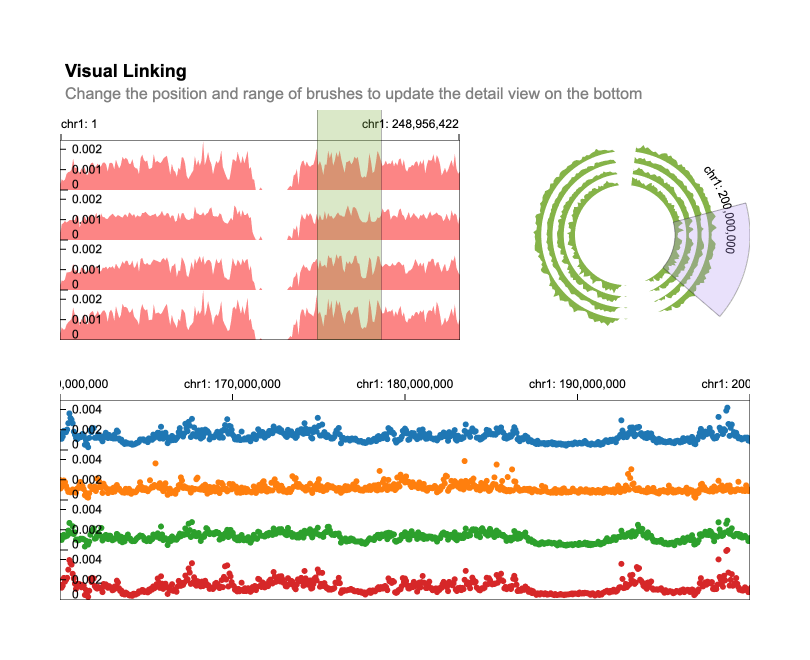 Visual Linking
Change the position and range of brushes to update the detail view on the bottom
chr1: 1
chr1: 248,956,422
0.002
0.001
0
0.002
0.001
0
0.002
0.001
0
0.002
0.001
0
chr1: 200,000,000
0,000,000
chr1: 170,000,000
chr1: 180,000,000
chr1: 190,000,000
chr1: 200
0.004
0.002
0
0.004
0.002
0
0.004
0.002
0
0.004
0.002
0